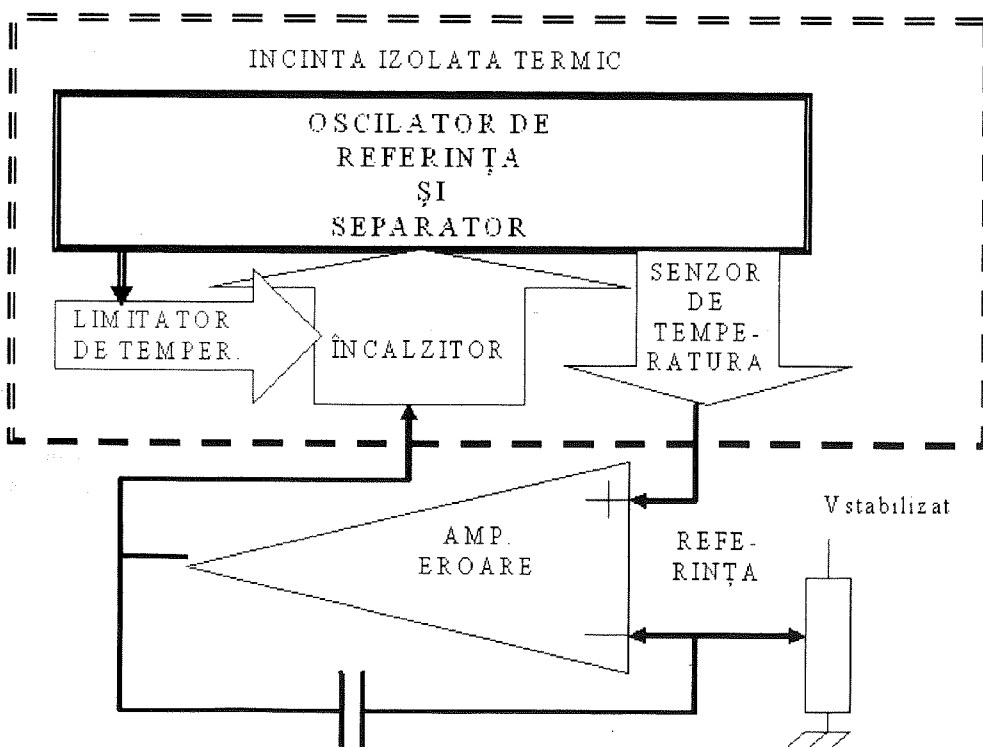 INCINTA IZOLATA TERMIC
OSCILATOR DE
REFERINȚA
ȘI
SEPARATOR
LIMITATOR
DE TEMPER.
ÎNCALZITOR
SENZOR
DE
TEMPE-
RATURA
AMP.
EROARE
+
−
REFE-
RINȚA
V stabilizat